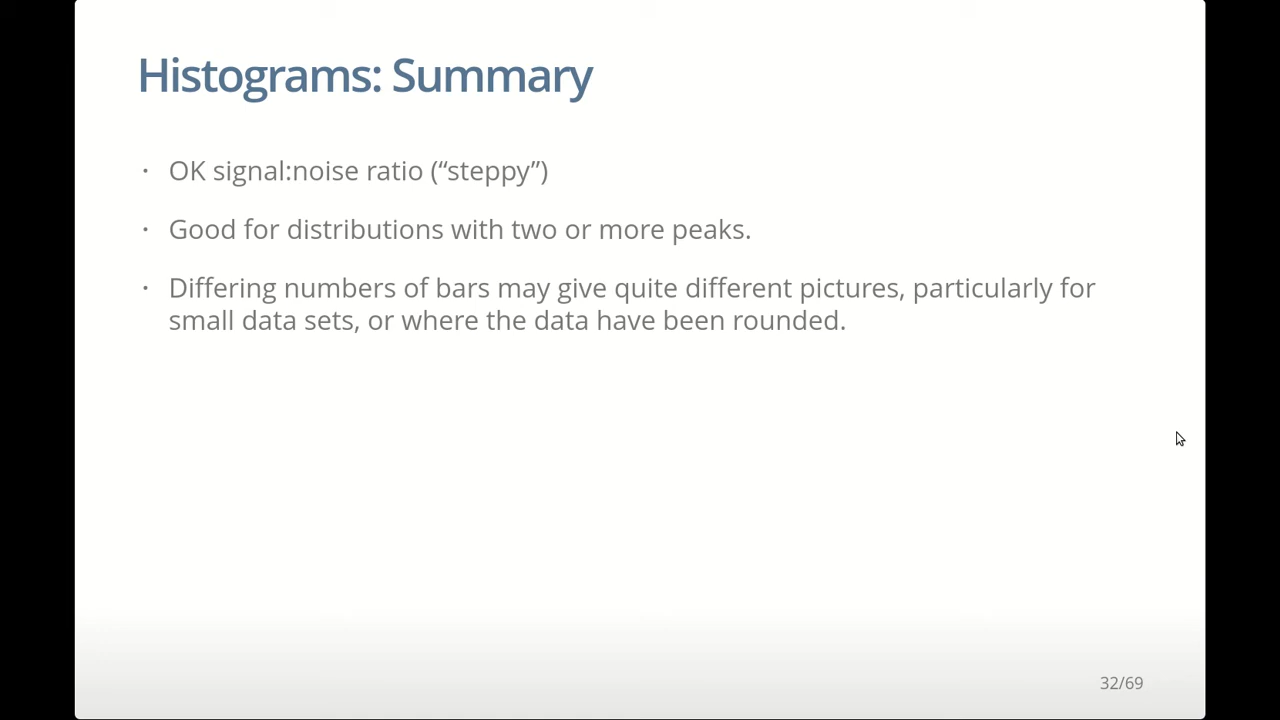 Histograms: Summary
· OK signal:noise ratio (“steppy”)
· Good for distributions with two or more peaks.
· Differing numbers of bars may give quite different pictures, particularly for
small data sets, or where the data have been rounded.
32/69